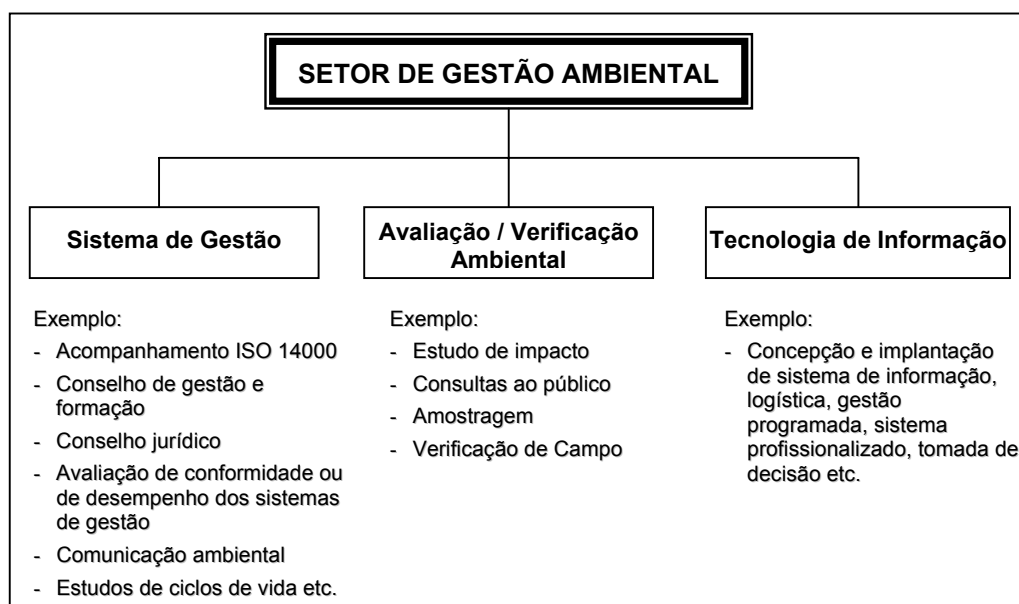 SETOR DE GESTÃO AMBIENTAL
Sistema de Gestão
Exemplo:
- Acompanhamento ISO 14000
- Conselho de gestão e
formação
- Conselho jurídico
- Avaliação de conformidade ou
de desempenho dos sistemas
de gestão
- Comunicação ambiental
- Estudos de ciclos de vida etc.
Avaliação / Verificação
Ambiental
Exemplo:
- Estudo de impacto
- Consultas ao público
- Amostragem
- Verificação de Campo
Tecnologia de Informação
Exemplo:
- Concepção e implantação
de sistema de informação,
logística, gestão
programada, sistema
profissionalizado, tomada de
decisão etc.